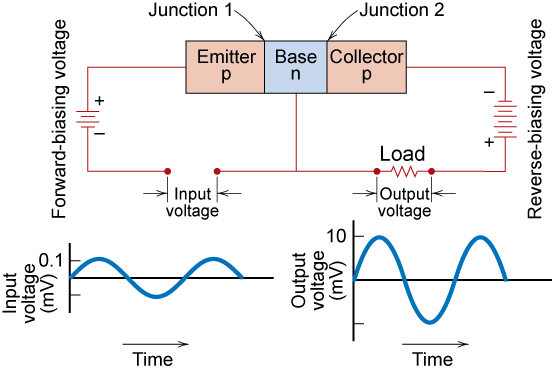 Junction 1
Junction 2
Emitter
p
Base
n
Collector
p
Forward-biasing voltage
+
–
Reverse-biasing voltage
–
+
Load
Input
voltage
Output
voltage
Input
voltage
(mV)
0.1
Time
Output
voltage
(mV)
10
Time